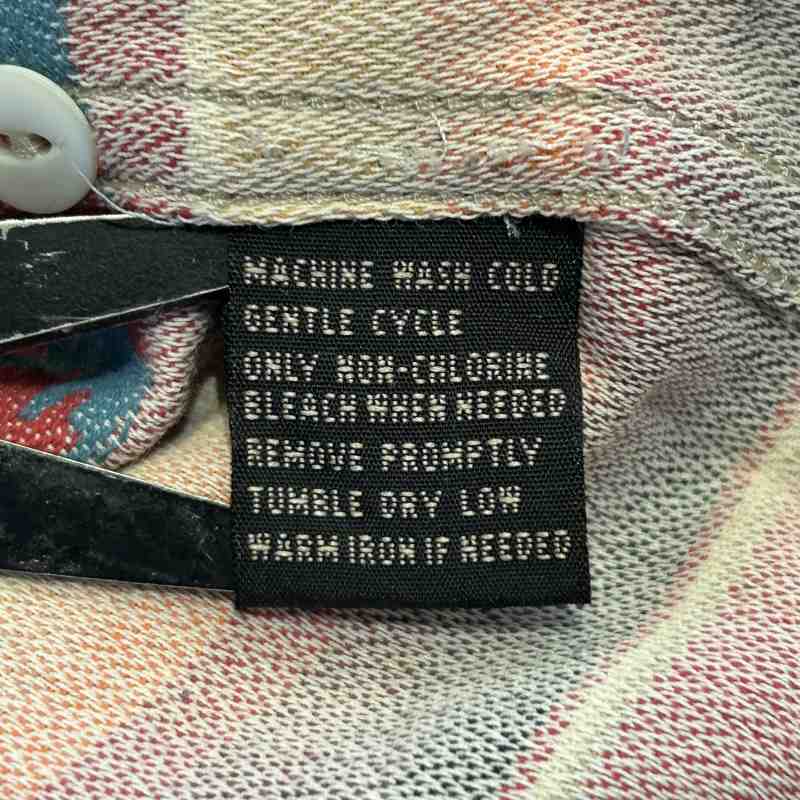 MACHINE WASH COLD
GENTLE CYCLE
ONLY NON-CHLORINE
BLEACH WHEN NEEDED
REMOVE PROMPTLY
TUMBLE DRY LOW
WARM IRON IF NEEDED